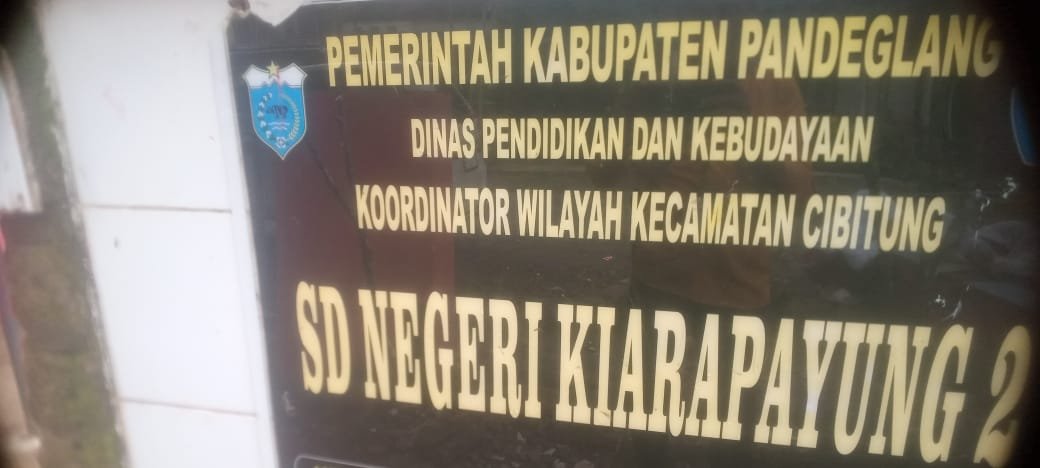 PEMERINTAH KABUPATEN PANDEGLANG
DINAS PENDIDIKAN DAN KEBUDAYAAN
KOORDINATOR WILAYAH KECAMATAN CIBITUNG
SD NEGERI KIARAPAYUNG 2